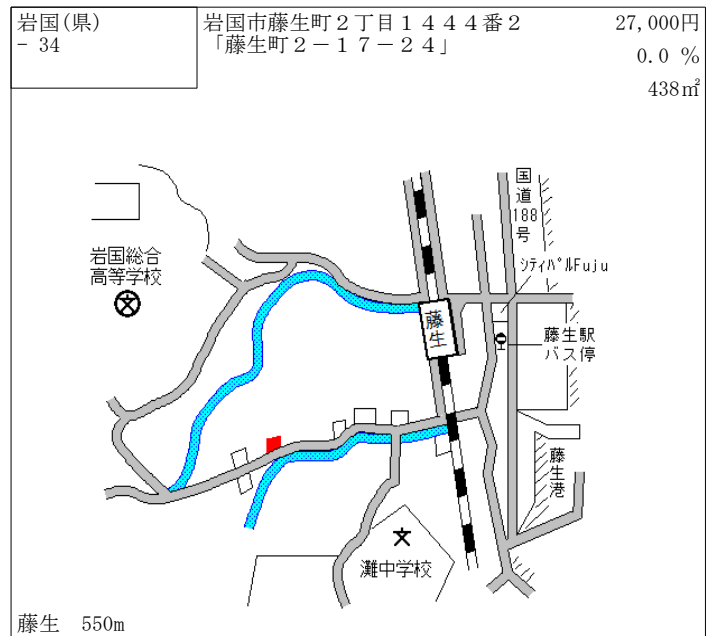 岩国(県)
- 34
岩国市藤生町２丁目１４４４番２
「藤生町２－１７－２４」
27,000円
0.0 %
438㎡
国道188号
シティパルFuju
岩国総合
高等学校
藤生
藤生駅
バス停
藤生港
灘中学校
藤生 550m